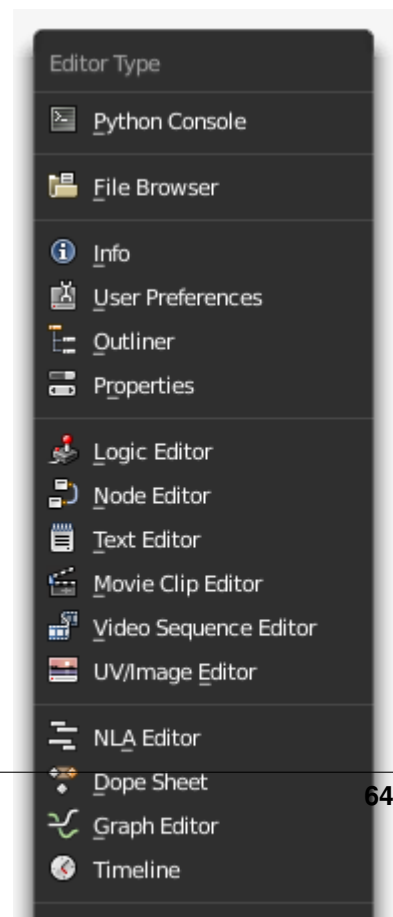 Editor Type
Python Console
File Browser
Info
User Preferences
Outliner
Properties
Logic Editor
Node Editor
Text Editor
Movie Clip Editor
Video Sequence Editor
UV/Image Editor
NLA Editor
Dope Sheet
64
Graph Editor
Timeline